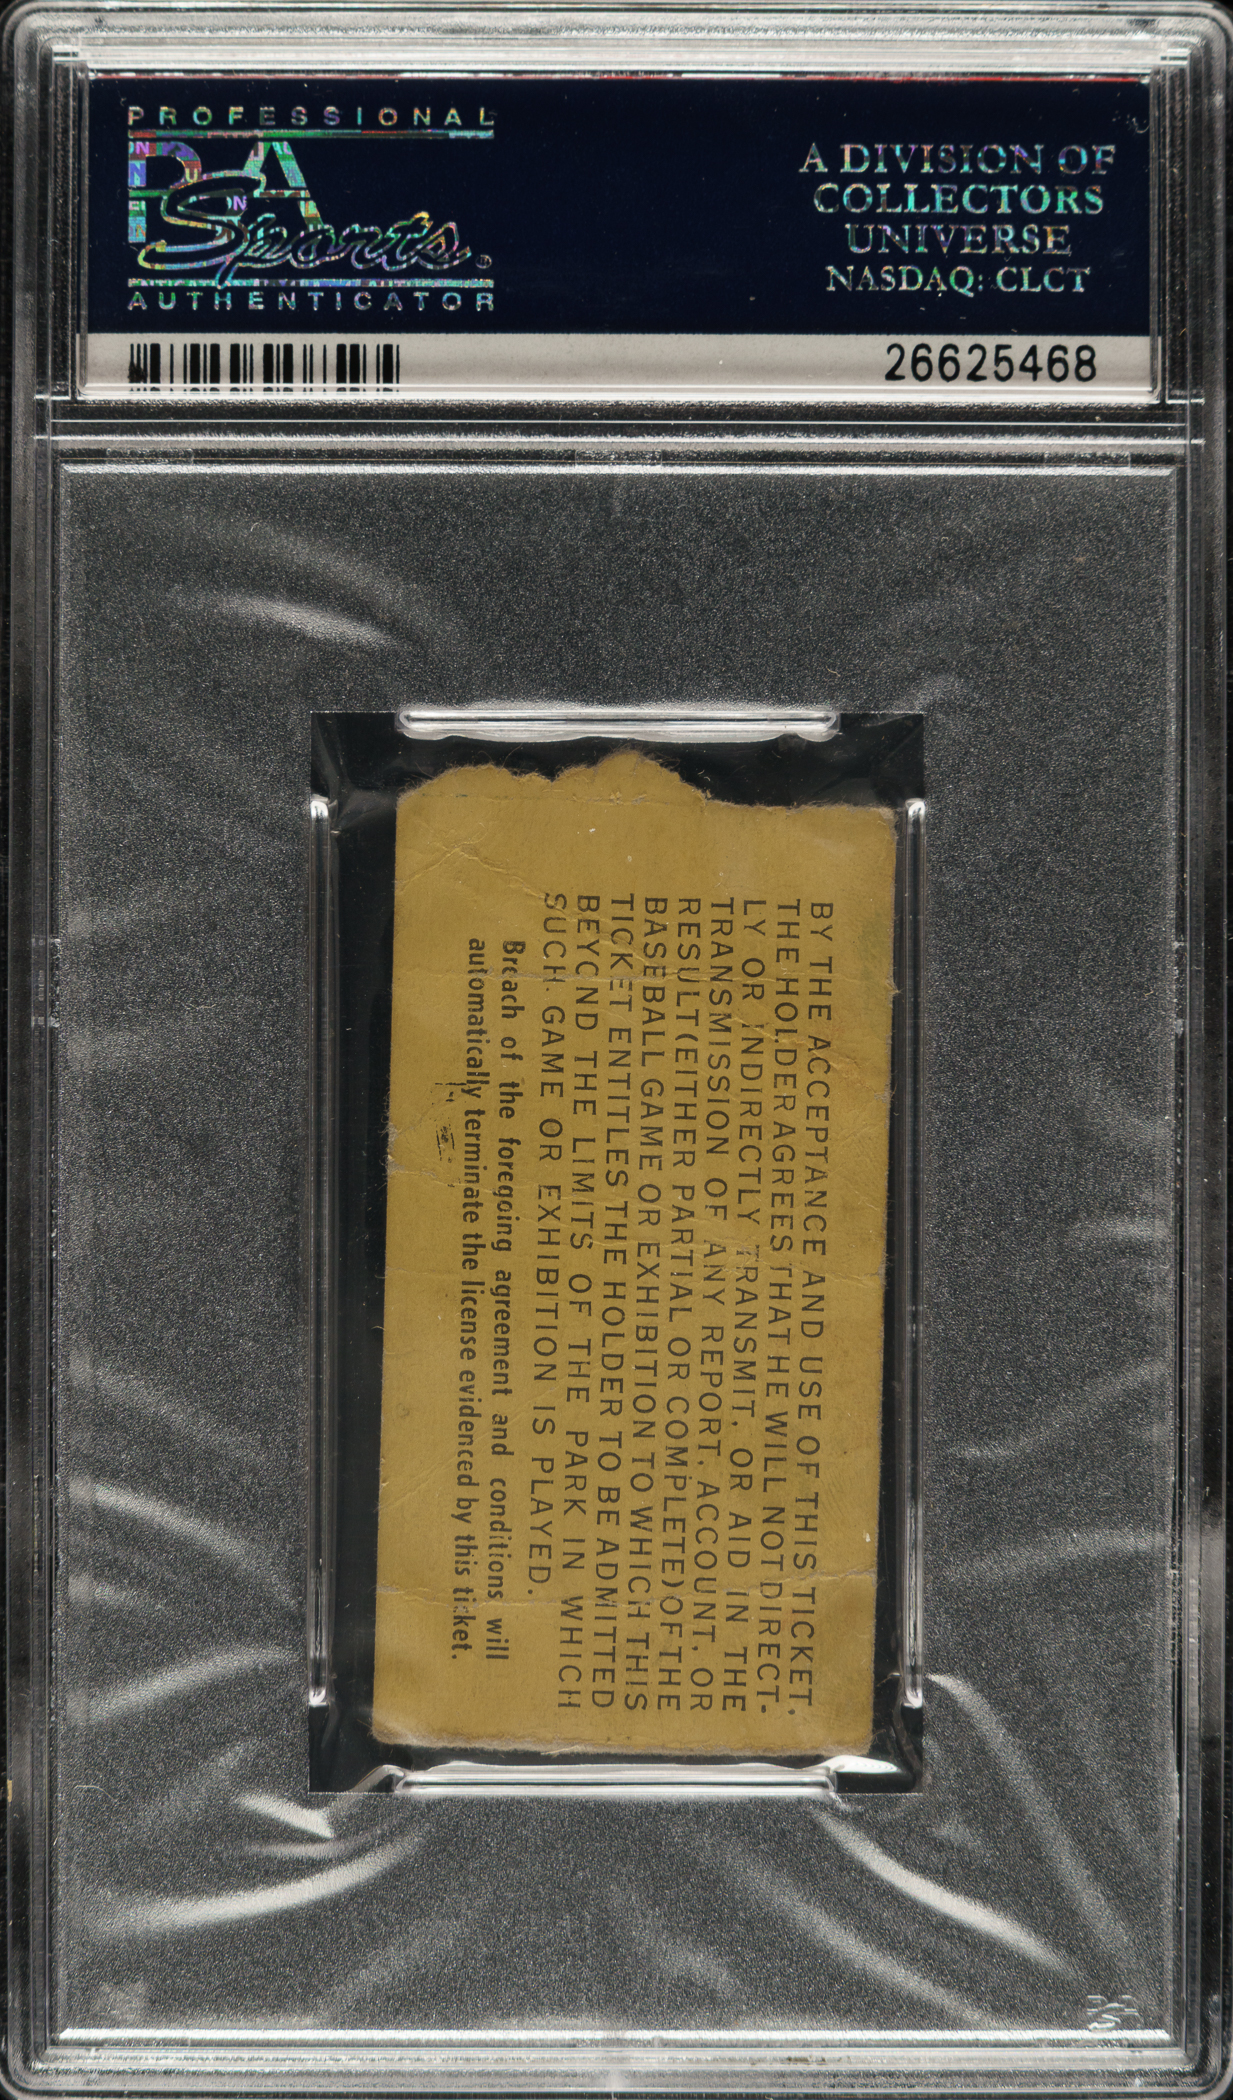 PROFESSIONAL
PSA
Sports
AUTHENTICATOR
A DIVISION OF
COLLECTORS
UNIVERSE
NASDAQ: CLCT
26625468
BY THE ACCEPTANCE AND USE OF THIS TICKET,
THE HOLDER AGREES THAT HE WILL NOT DIRECT-
LY OR INDIRECTLY TRANSMIT, OR AID IN THE
TRANSMISSION OF ANY REPORT, ACCOUNT, OR
RESULT (EITHER PARTIAL OR COMPLETE) OF THE
BASEBALL GAME OR EXHIBITION TO WHICH THIS
TICKET ENTITLES THE HOLDER TO BE ADMITTED
BEYOND THE LIMITS OF THE PARK IN WHICH
SUCH GAME OR EXHIBITION IS PLAYED.
Breach of the foregoing agreement and conditions will
automatically terminate the license evidenced by this ticket.